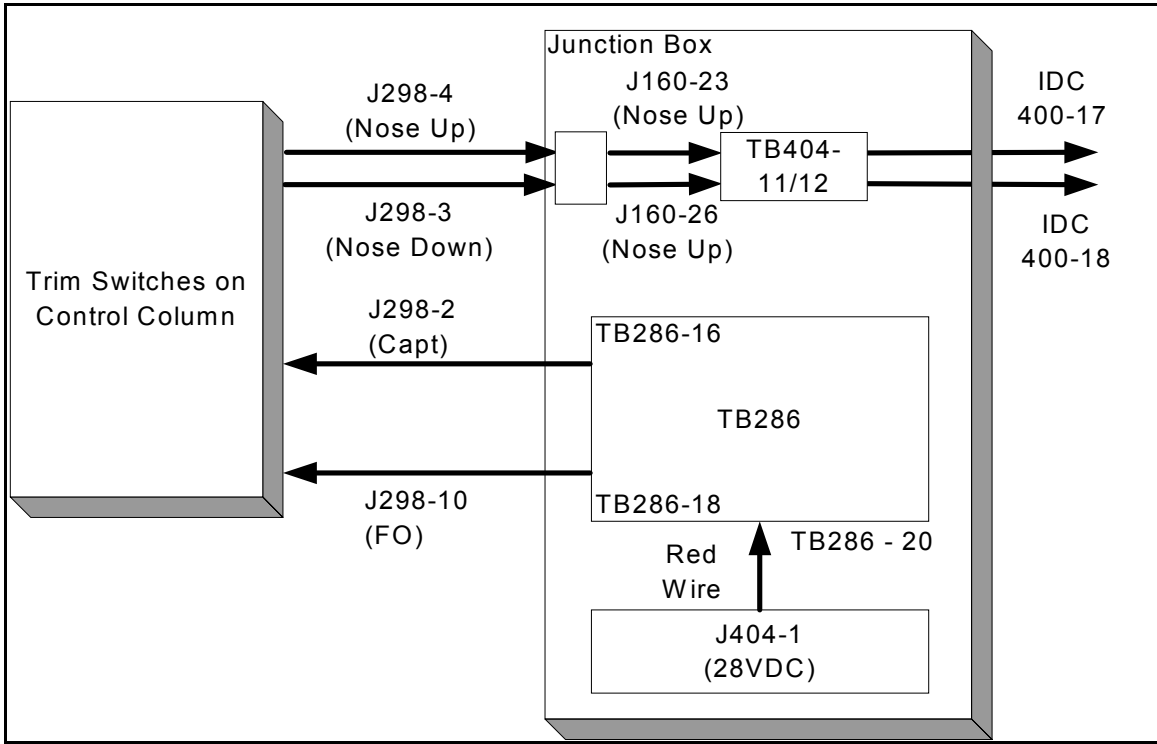 Junction Box
J298-4
(Nose Up)
J160-23
(Nose Up)
IDC
400-17
TB404-
11/12
J298-3
(Nose Down)
J160-26
(Nose Up)
IDC
400-18
Trim Switches on
Control Column
J298-2
(Capt)
TB286-16
TB286
J298-10
(FO)
TB286-18
TB286 - 20
Red
Wire
J404-1
(28VDC)